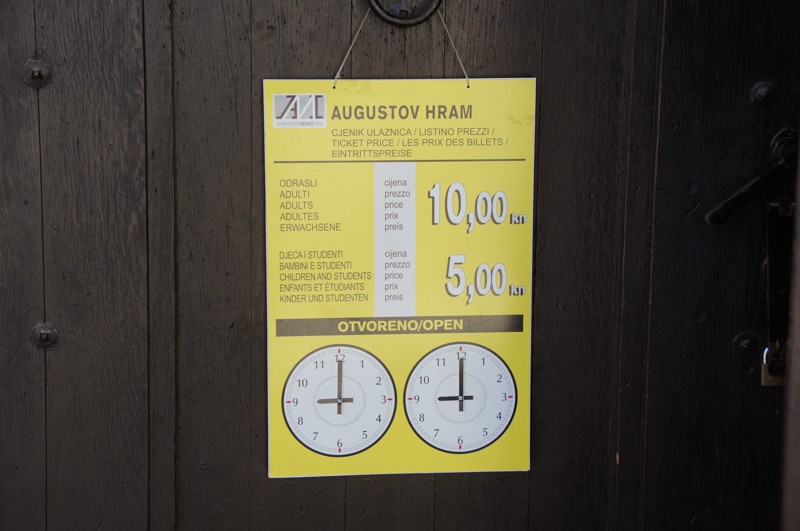 AUGUSTOV HRAM
CJENIK ULAZNICA / LISTINO PREZZI /
TICKET PRICE / LES PRIX DES BILLETS /
EINTRITTSPREISE
ODRASLI cijena
ADULTI prezzo
ADULTS price
ADULTES prix
ERWACHSENE preis
10,00 kn
DJECA I STUDENTI cijena
BAMBINI E STUDENTI prezzo
CHILDREN AND STUDENTS price
ENFANTS ET ÉTUDIANTS prix
KINDER UND STUDENTEN preis
5,00 kn
OTVORENO/OPEN
12 1 2 3 4 5 6 7 8 9 10 11
12 1 2 3 4 5 6 7 8 9 10 11